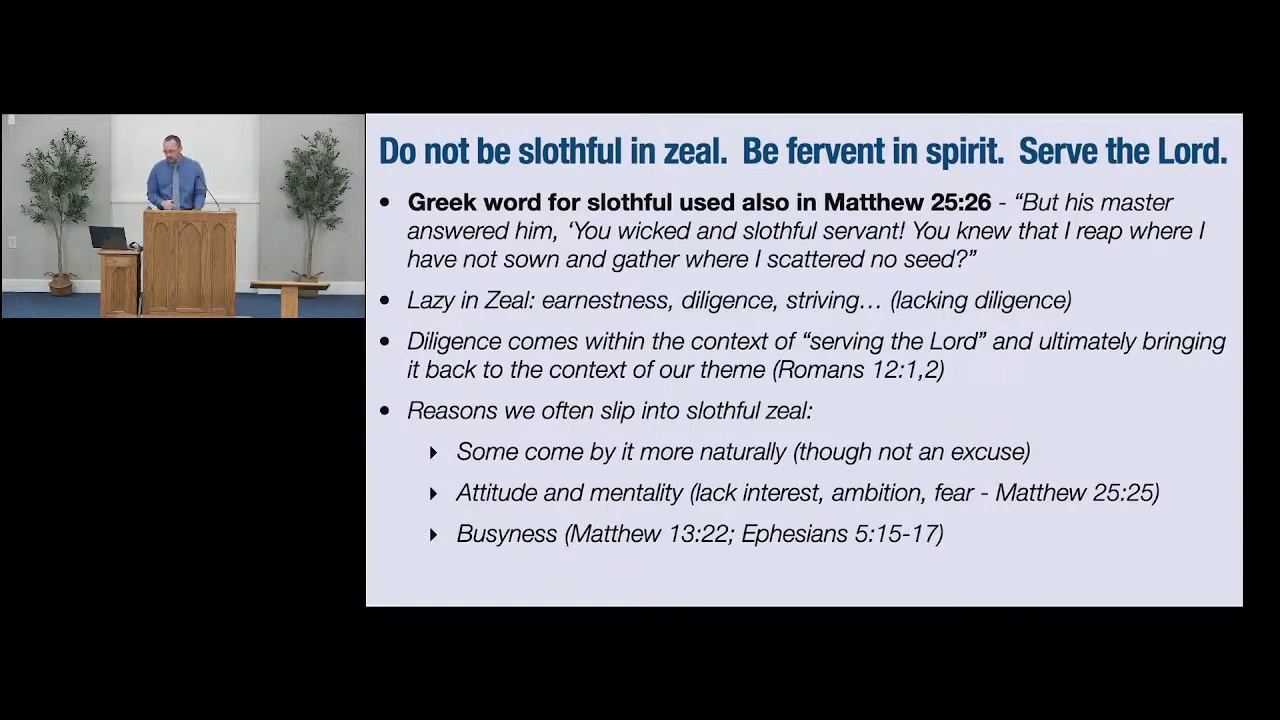 Do not be slothful in zeal.  Be fervent in spirit.  Serve the Lord.
• Greek word for slothful used also in Matthew 25:26 - “But his master
answered him, ‘You wicked and slothful servant! You knew that I reap where I
have not sown and gather where I scattered no seed?”
• Lazy in Zeal: earnestness, diligence, striving… (lacking diligence)
• Diligence comes within the context of “serving the Lord” and ultimately bringing
it back to the context of our theme (Romans 12:1,2)
• Reasons we often slip into slothful zeal:
‣ Some come by it more naturally (though not an excuse)
‣ Attitude and mentality (lack interest, ambition, fear - Matthew 25:25)
‣ Busyness (Matthew 13:22; Ephesians 5:15-17)